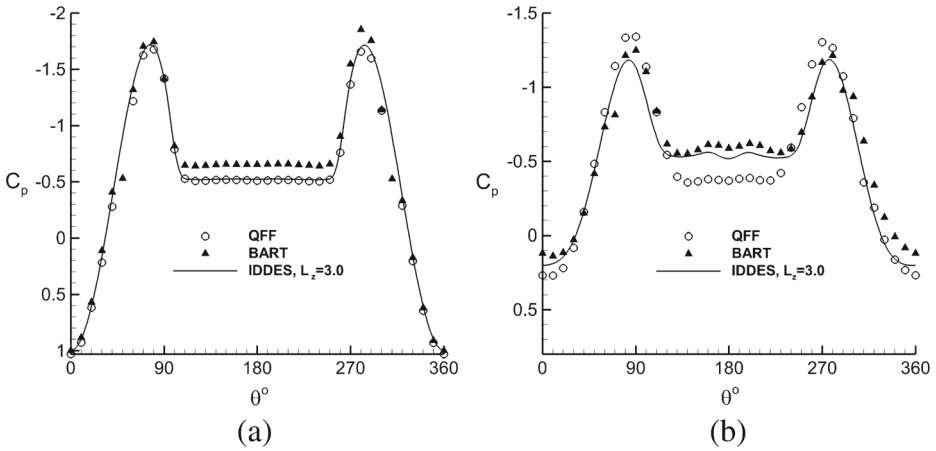 -2
-1.5
-1
-0.5
0
0.5
1
C_p
QFF
BART
IDDES, L_z=3.0
0 90 180 270 360
θ°
(a)
-1.5
-1
-0.5
0
0.5
C_p
QFF
BART
IDDES, L_z=3.0
0 90 180 270 360
θ°
(b)